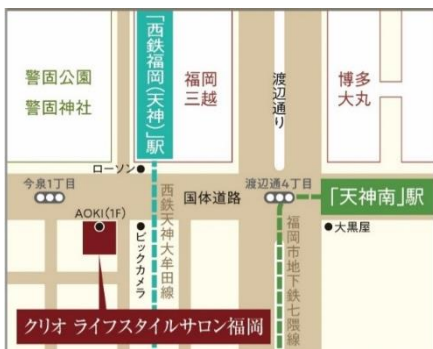 警固公園
警固神社
「西鉄福岡(天神)」駅
福岡
三越
渡辺通り
博多
大丸
ローソン
今泉1丁目
国体道路
渡辺通4丁目
「天神南」駅
AOKI(1F)
ビックカメラ
西鉄天神大牟田線
大黒屋
福岡市地下鉄七隈線
クリオ ライフスタイルサロン福岡